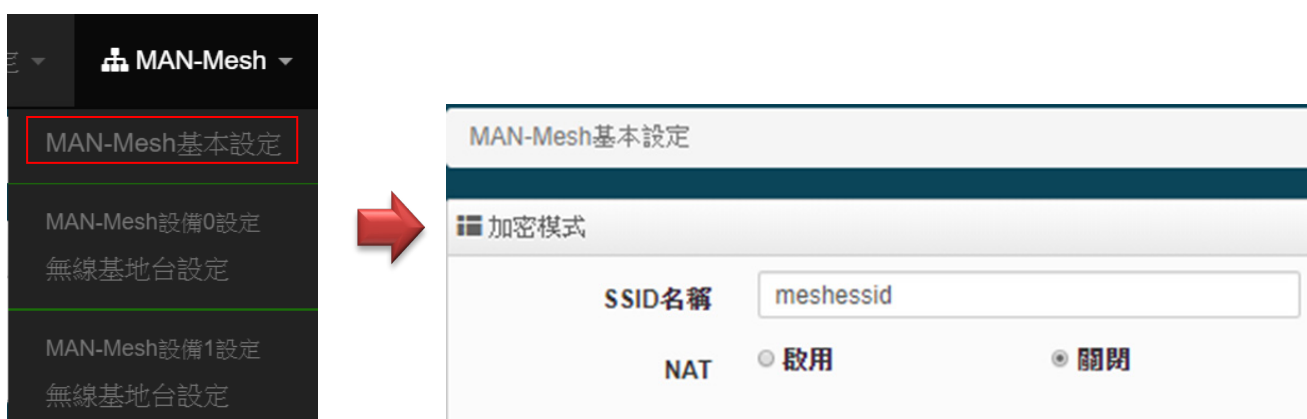 MAN-Mesh
MAN-Mesh基本設定
MAN-Mesh設備0設定
無線基地台設定
MAN-Mesh設備1設定
無線基地台設定
MAN-Mesh基本設定
加密模式
SSID名稱 meshessid
NAT 啟用 關閉